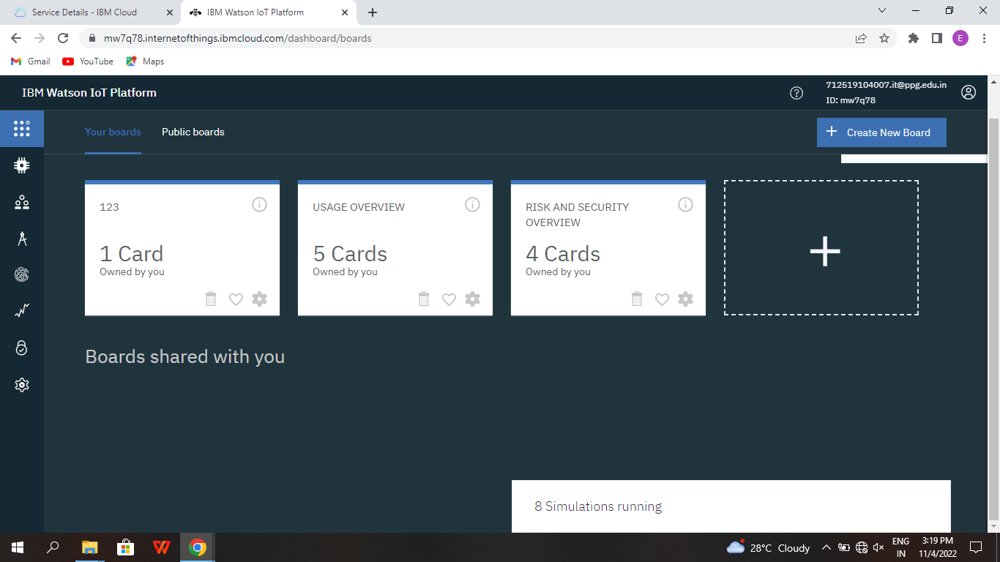 Service Details - IBM Cloud
IBM Watson IoT Platform
mw7q78.internetofthings.ibmcloud.com/dashboard/boards
E
Gmail
YouTube
Maps
IBM Watson IoT Platform
712519104007.it@ppg.edu.in
ID: mw7q78
Your boards
Public boards
Create New Board
123
1 Card
Owned by you
USAGE OVERVIEW
5 Cards
Owned by you
RISK AND SECURITY
OVERVIEW
4 Cards
Owned by you
Boards shared with you
8 Simulations running
28°C Cloudy
ENG
IN
3:19 PM
11/4/2022